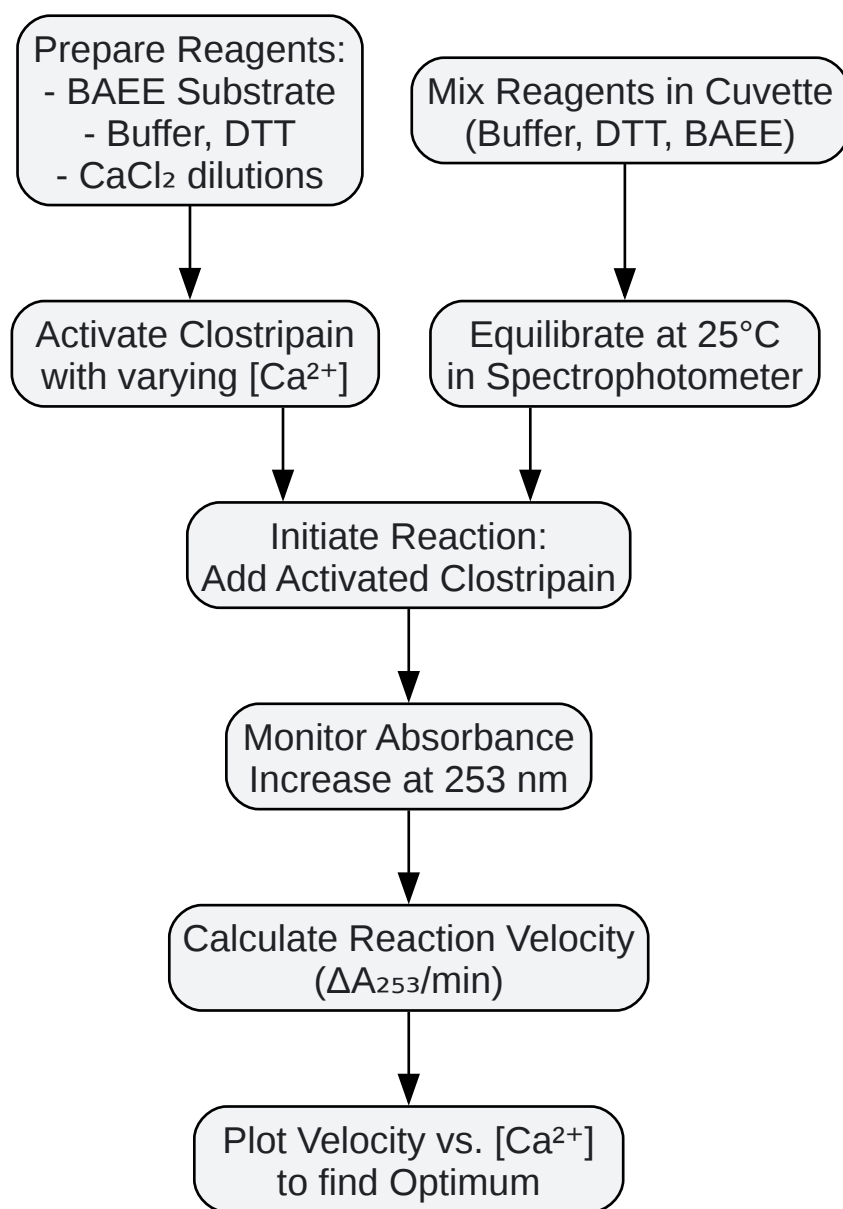 Prepare Reagents:
- BAEE Substrate
- Buffer, DTT
- CaCl₂ dilutions
Mix Reagents in Cuvette
(Buffer, DTT, BAEE)
Activate Clostripain
with varying [Ca²⁺]
Equilibrate at 25°C
in Spectrophotometer
Initiate Reaction:
Add Activated Clostripain
Monitor Absorbance
Increase at 253 nm
Calculate Reaction Velocity
(ΔA₂₅₃/min)
Plot Velocity vs. [Ca²⁺]
to find Optimum